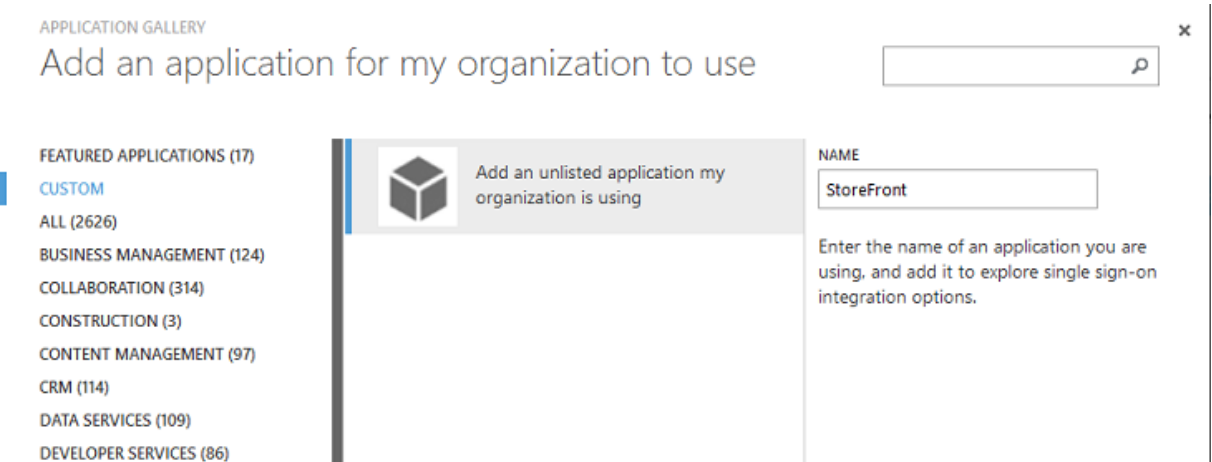 APPLICATION GALLERY
Add an application for my organization to use
FEATURED APPLICATIONS (17)
CUSTOM
ALL (2626)
BUSINESS MANAGEMENT (124)
COLLABORATION (314)
CONSTRUCTION (3)
CONTENT MANAGEMENT (97)
CRM (114)
DATA SERVICES (109)
DEVELOPER SERVICES (86)
Add an unlisted application my
organization is using
NAME
StoreFront
Enter the name of an application you are
using, and add it to explore single sign-on
integration options.